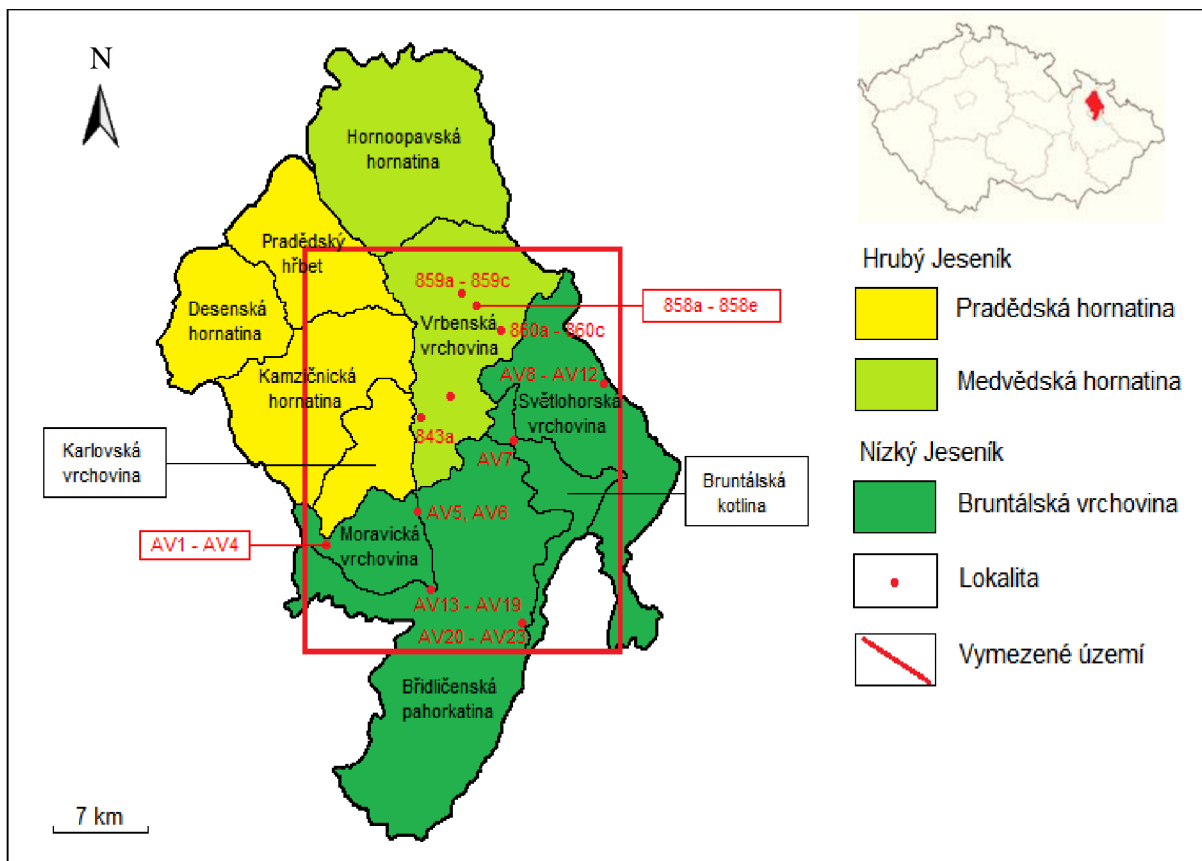 N
Hornoopavská
hornatina
Pradědský
hřbet
Desenská
hornatina
859a - 859c
858a - 858e
Vrbenská
vrchovina
860a - 860c
Kamzičnická
hornatina
AV8 - AV12
Světlohorská
vrchovina
843a
Karlovská
vrchovina
AV7
Bruntálská
kotlina
AV5, AV6
AV1 - AV4
Moravická
vrchovina
AV13 - AV19
AV20 - AV23
Břidličenská
pahorkatina
7 km
Hrubý Jeseník
Pradědská hornatina
Medvědská hornatina
Nízký Jeseník
Bruntálská vrchovina
Lokalita
Vymezené území